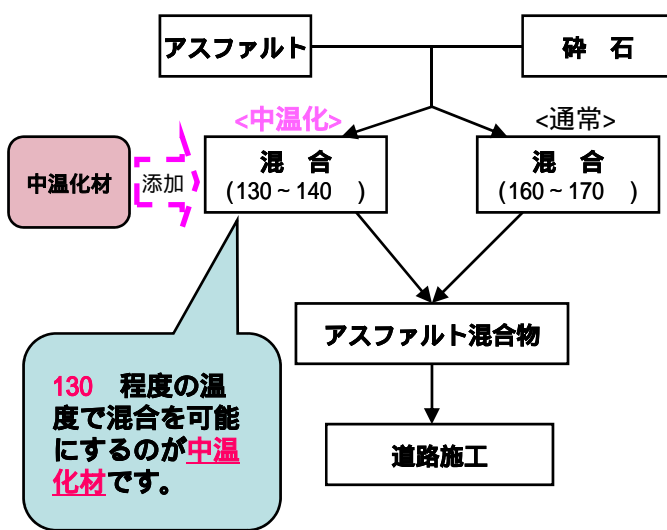 アスファルト
砕　石
<中温化>
<通常>
中温化材
添加
混　合
(130 ~ 140　)
混　合
(160 ~ 170　)
アスファルト混合物
130　程度の温
度で混合を可能
にするのが中温
化材です。
道路施工